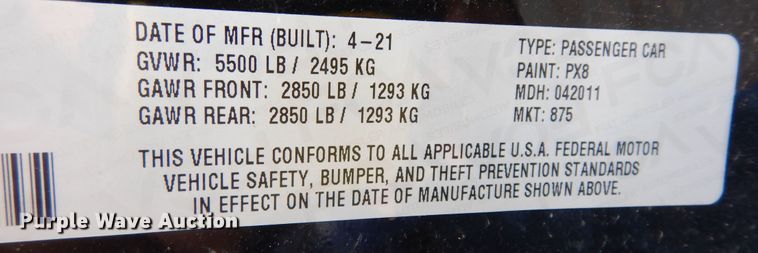 DATE OF MFR (BUILT): 4-21
GVWR: 5500 LB / 2495 KG
GAWR FRONT: 2850 LB / 1293 KG
GAWR REAR: 2850 LB / 1293 KG
TYPE: PASSENGER CAR
PAINT: PX8
MDH: 042011
MKT: 875
THIS VEHICLE CONFORMS TO ALL APPLICABLE U.S.A. FEDERAL MOTOR
VEHICLE SAFETY, BUMPER, AND THEFT PREVENTION STANDARDS
IN EFFECT ON THE DATE OF MANUFACTURE SHOWN ABOVE.
Purple Wave Auction